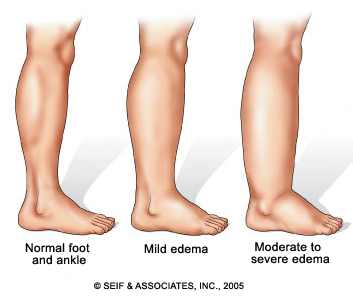 Normal foot
and ankle
Mild edema
Moderate to
severe edema
© SEIF & ASSOCIATES, INC., 2005